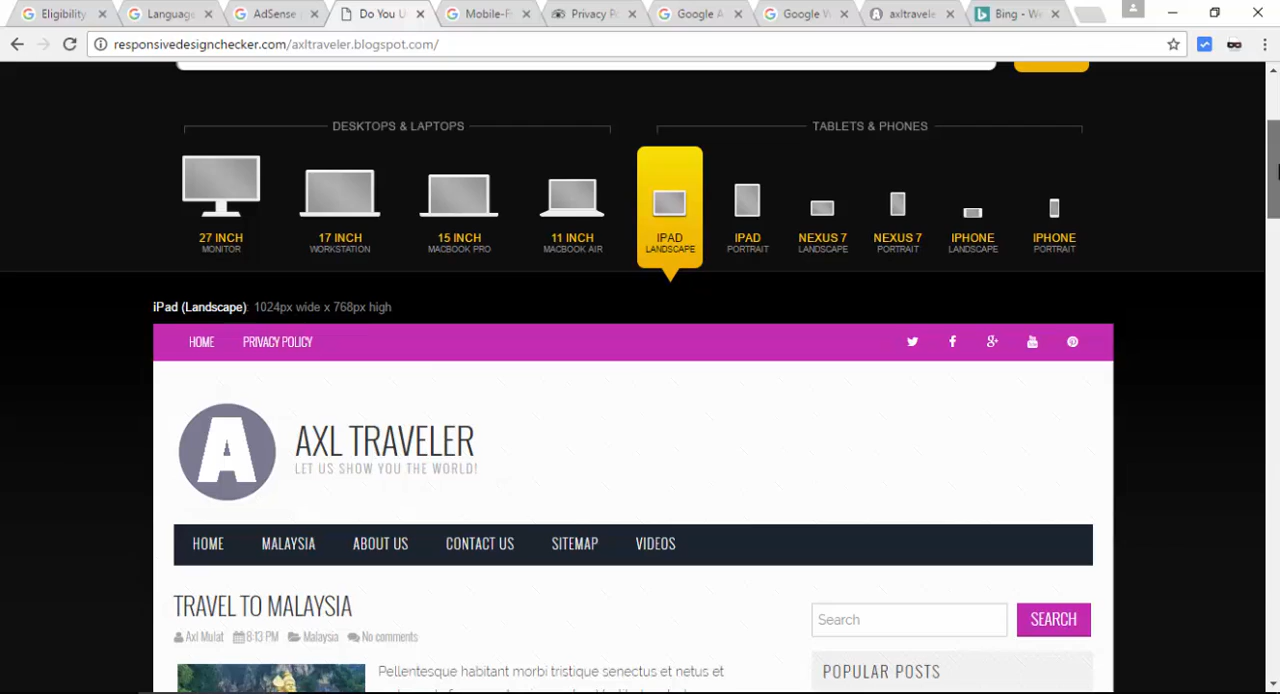 Eligibility
Language
AdSense
Do You U
Mobile-F
Privacy P
Google A
Google W
axltravele
Bing - We
responsivedesignchecker.com/axltraveler.blogspot.com/
DESKTOPS & LAPTOPS
TABLETS & PHONES
27 INCH
MONITOR
17 INCH
WORKSTATION
15 INCH
MACBOOK PRO
11 INCH
MACBOOK AIR
IPAD
LANDSCAPE
IPAD
PORTRAIT
NEXUS 7
LANDSCAPE
NEXUS 7
PORTRAIT
IPHONE
LANDSCAPE
IPHONE
PORTRAIT
iPad (Landscape): 1024px wide x 768px high
HOME PRIVACY POLICY
A
AXL TRAVELER
LET US SHOW YOU THE WORLD!
HOME MALAYSIA ABOUT US CONTACT US SITEMAP VIDEOS
TRAVEL TO MALAYSIA
Axl Mulat 8:13 PM Malaysia No comments
Search
SEARCH
Pellentesque habitant morbi tristique senectus et netus et
POPULAR POSTS